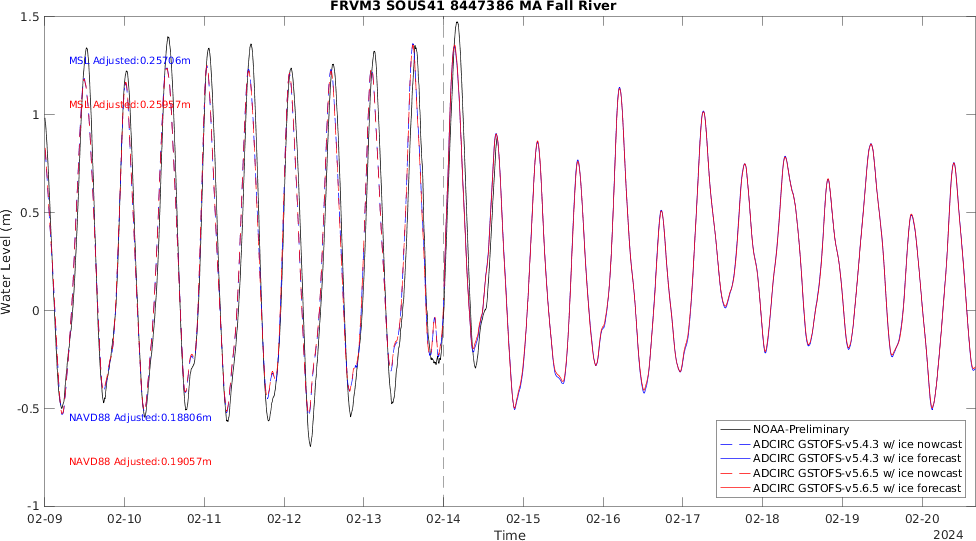 FRVM3 SOUS41 8447386 MA Fall River
1.5
1
0.5
0
-0.5
-1
Water Level (m)
MSL Adjusted:0.25706m
MSL Adjusted:0.25957m
NAVD88 Adjusted:0.18806m
NAVD88 Adjusted:0.19057m
NOAA-Preliminary
ADCIRC GSTOFS-v5.4.3 w/ ice nowcast
ADCIRC GSTOFS-v5.4.3 w/ ice forecast
ADCIRC GSTOFS-v5.6.5 w/ ice nowcast
ADCIRC GSTOFS-v5.6.5 w/ ice forecast
02-09 02-10 02-11 02-12 02-13 02-14 02-15 02-16 02-17 02-18 02-19 02-20
Time
2024